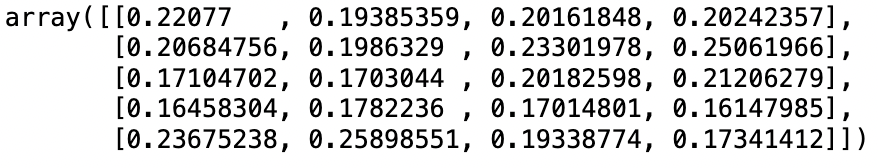 array([[0.22077   , 0.19385359, 0.20161848, 0.20242357],
       [0.20684756, 0.1986329 , 0.23301978, 0.25061966],
       [0.17104702, 0.1703044 , 0.20182598, 0.21206279],
       [0.16458304, 0.1782236 , 0.17014801, 0.16147985],
       [0.23675238, 0.25898551, 0.19338774, 0.17341412]])